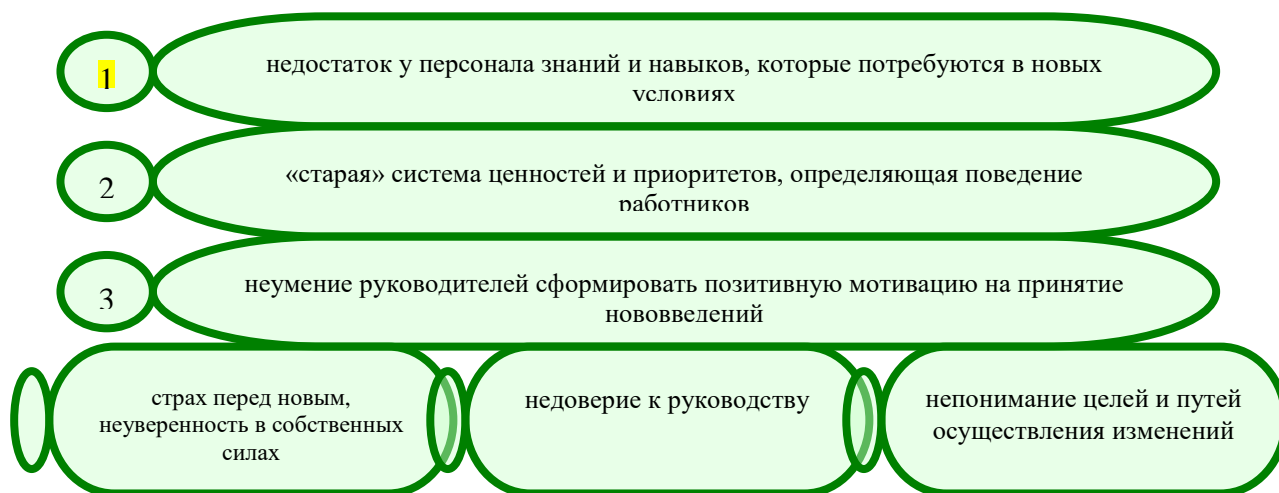 1
недостаток у персонала знаний и навыков, которые потребуются в новых
условиях
2
«старая» система ценностей и приоритетов, определяющая поведение
работников
3
неумение руководителей сформировать позитивную мотивацию на принятие
нововведений
страх перед новым,
неуверенность в собственных
силах
недоверие к руководству
непонимание целей и путей
осуществления изменений